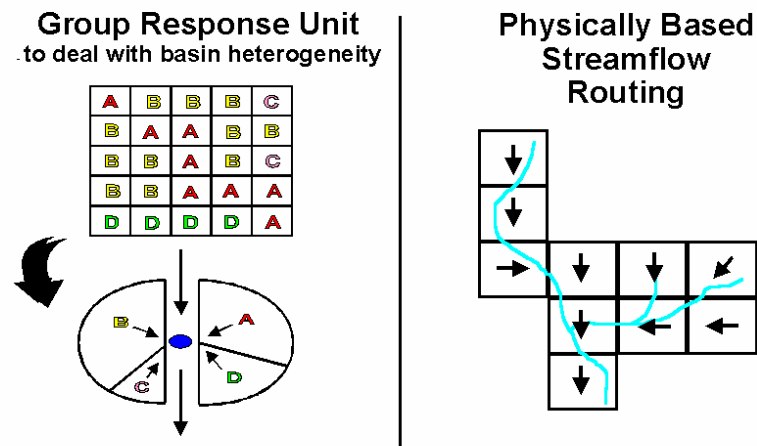 Group Response Unit
to deal with basin heterogeneity
A B B B C
B A A B B
B B A B C
B B A A A
D D D D A
B A
C D
Physically Based
Streamflow
Routing